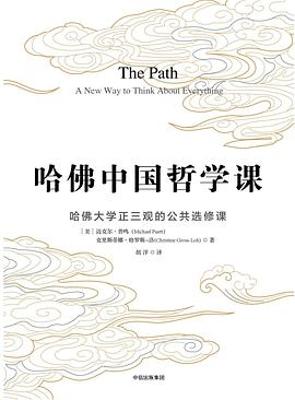 The Path
A New Way to Think About Everything
哈佛中国哲学课
哈佛大学正三观的公共选修课
［美］迈克尔·普鸣（Michael Puett）
克里斯蒂娜·格罗斯-洛（Christine Gross-Loh）著
胡洋 译
中信出版集团